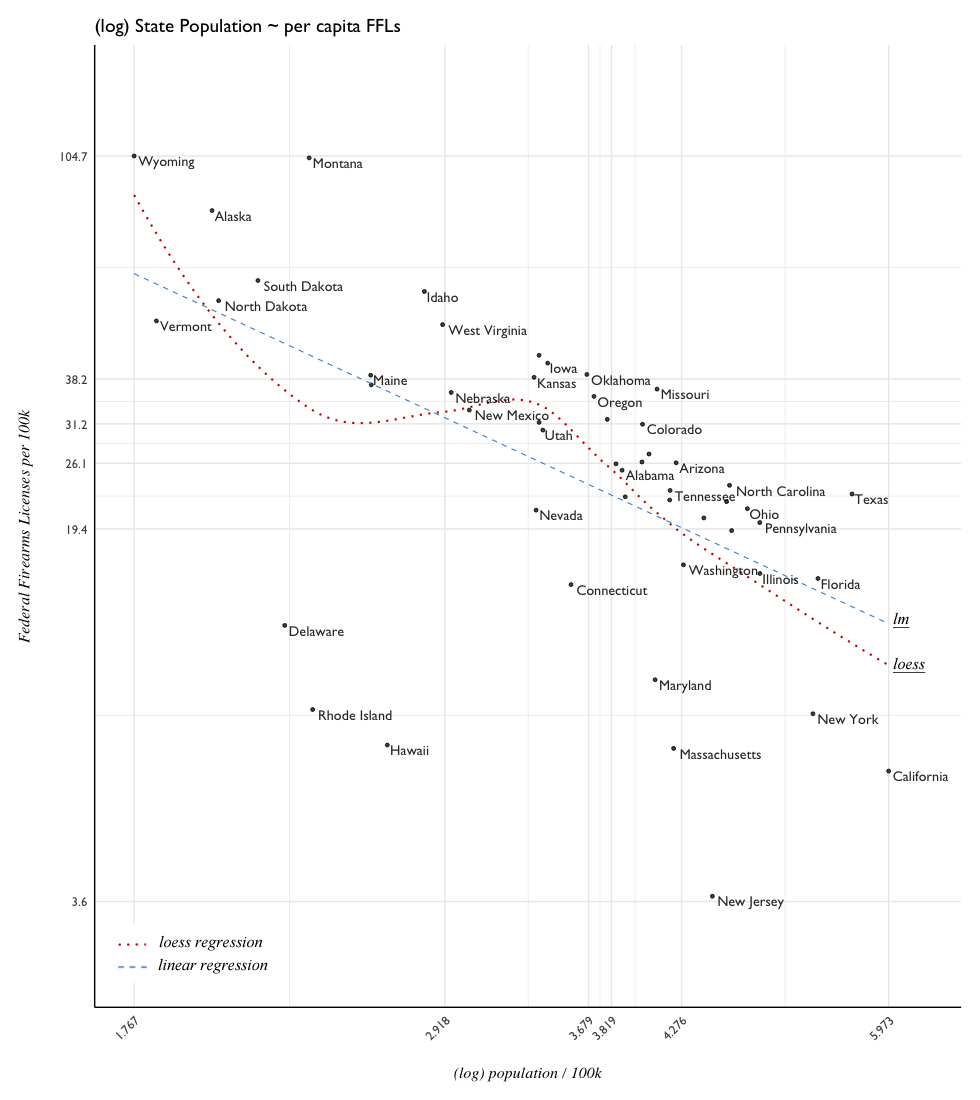 (log) State Population ~ per capita FFLs
104.7
Wyoming
Montana
Alaska
South Dakota
Idaho
North Dakota
Vermont
West Virginia
Iowa
38.2
Maine
Kansas
Oklahoma
Missouri
Nebraska
Oregon
New Mexico
31.2
Utah
Colorado
26.1
Alabama
Arizona
Tennessee
North Carolina
Texas
Nevada
Ohio
19.4
Pennsylvania
Washington
Illinois
Florida
Connecticut
lm
Delaware
loess
Maryland
Rhode Island
New York
Hawaii
Massachusetts
California
3.6
New Jersey
Federal Firearms Licenses per 100k
loess regression
linear regression
1.767
2.918
3.679
3.819
4.276
5.973
(log) population / 100k